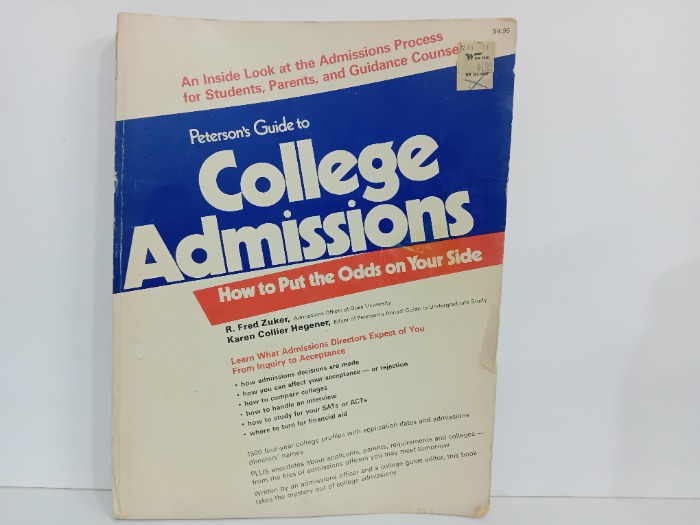 $4.95
An Inside Look at the Admissions Process
for Students, Parents, and Guidance
Peterson's Guide to
College
Admissions
How to Put the Odds on Your Side
R. Fred Zuker, Admissions Officer at Duke University
Karen Collier Hegener, Editor of Peterson's Annual Guide to Undergraduate Study
Learn What Admissions Directors Expect of You
From Inquiry to Acceptance
• how admissions decisions are made
• how you can affect your acceptance — or rejection
• how to compare colleges
• how to handle an interview
• how to study for your SATs or ACTs
• where to turn for financial aid
1500 four-year college profiles with application dates and admissions
directors' names
PLUS anecdotes about applicants, parents, requirements and colleges —
from the files of admissions officers you may meet tomorrow
Written by an admissions officer and a college guide editor, this book
takes the mystery out of college admissions